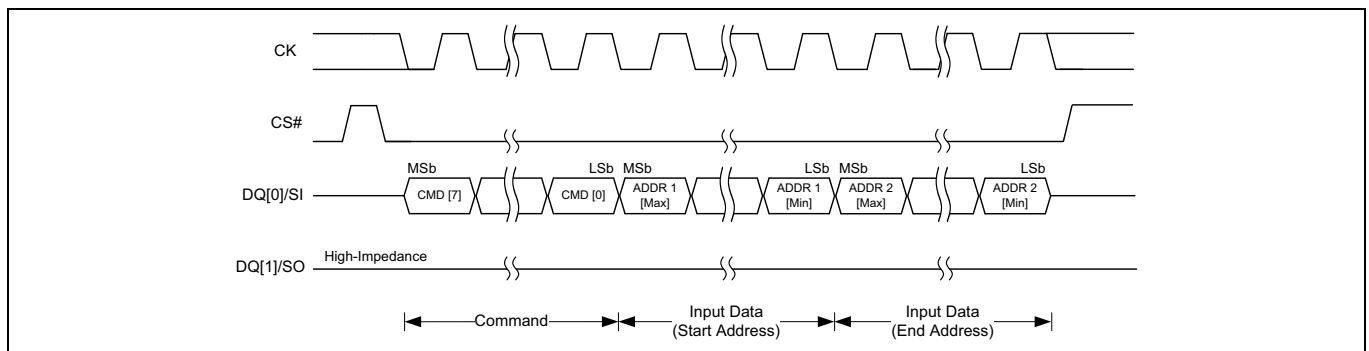 CK
CS#
MSb LSb MSb LSb MSb LSb
DQ[0]/SI
CMD [7]
CMD [0]
ADDR 1
[Max]
ADDR 1
[Min]
ADDR 2
[Max]
ADDR 2
[Min]
DQ[1]/SO
High-Impedance
Command
Input Data
(Start Address)
Input Data
(End Address)